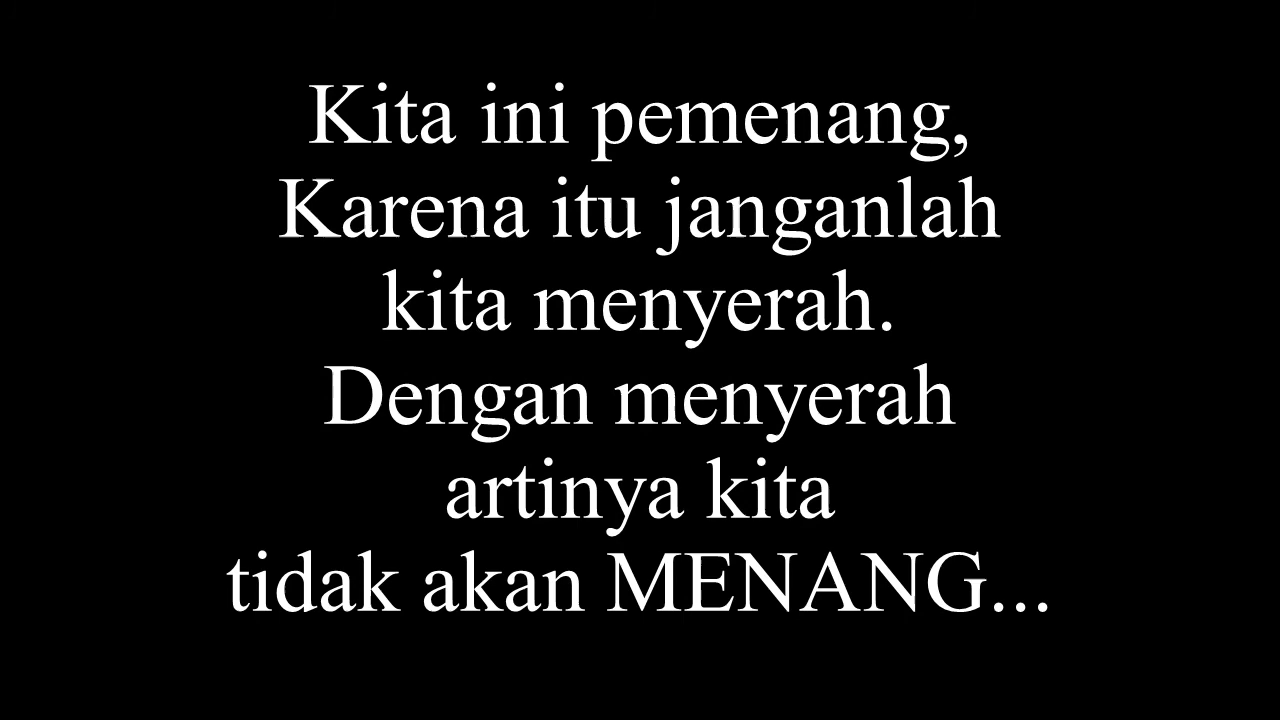 Kita ini pemenang,
Karena itu janganlah
kita menyerah.
Dengan menyerah
artinya kita
tidak akan MENANG...